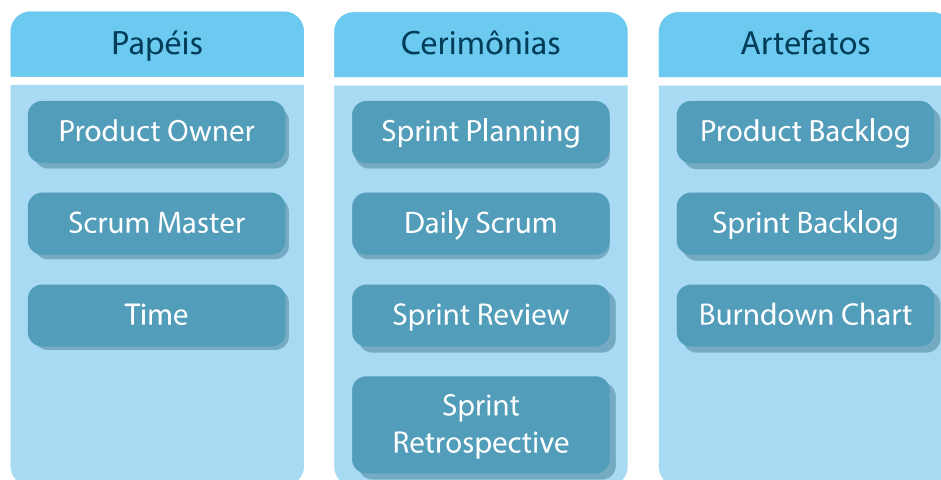 Papéis
Product Owner
Scrum Master
Time
Cerimônias
Sprint Planning
Daily Scrum
Sprint Review
Sprint
Retrospective
Artefatos
Product Backlog
Sprint Backlog
Burndown Chart